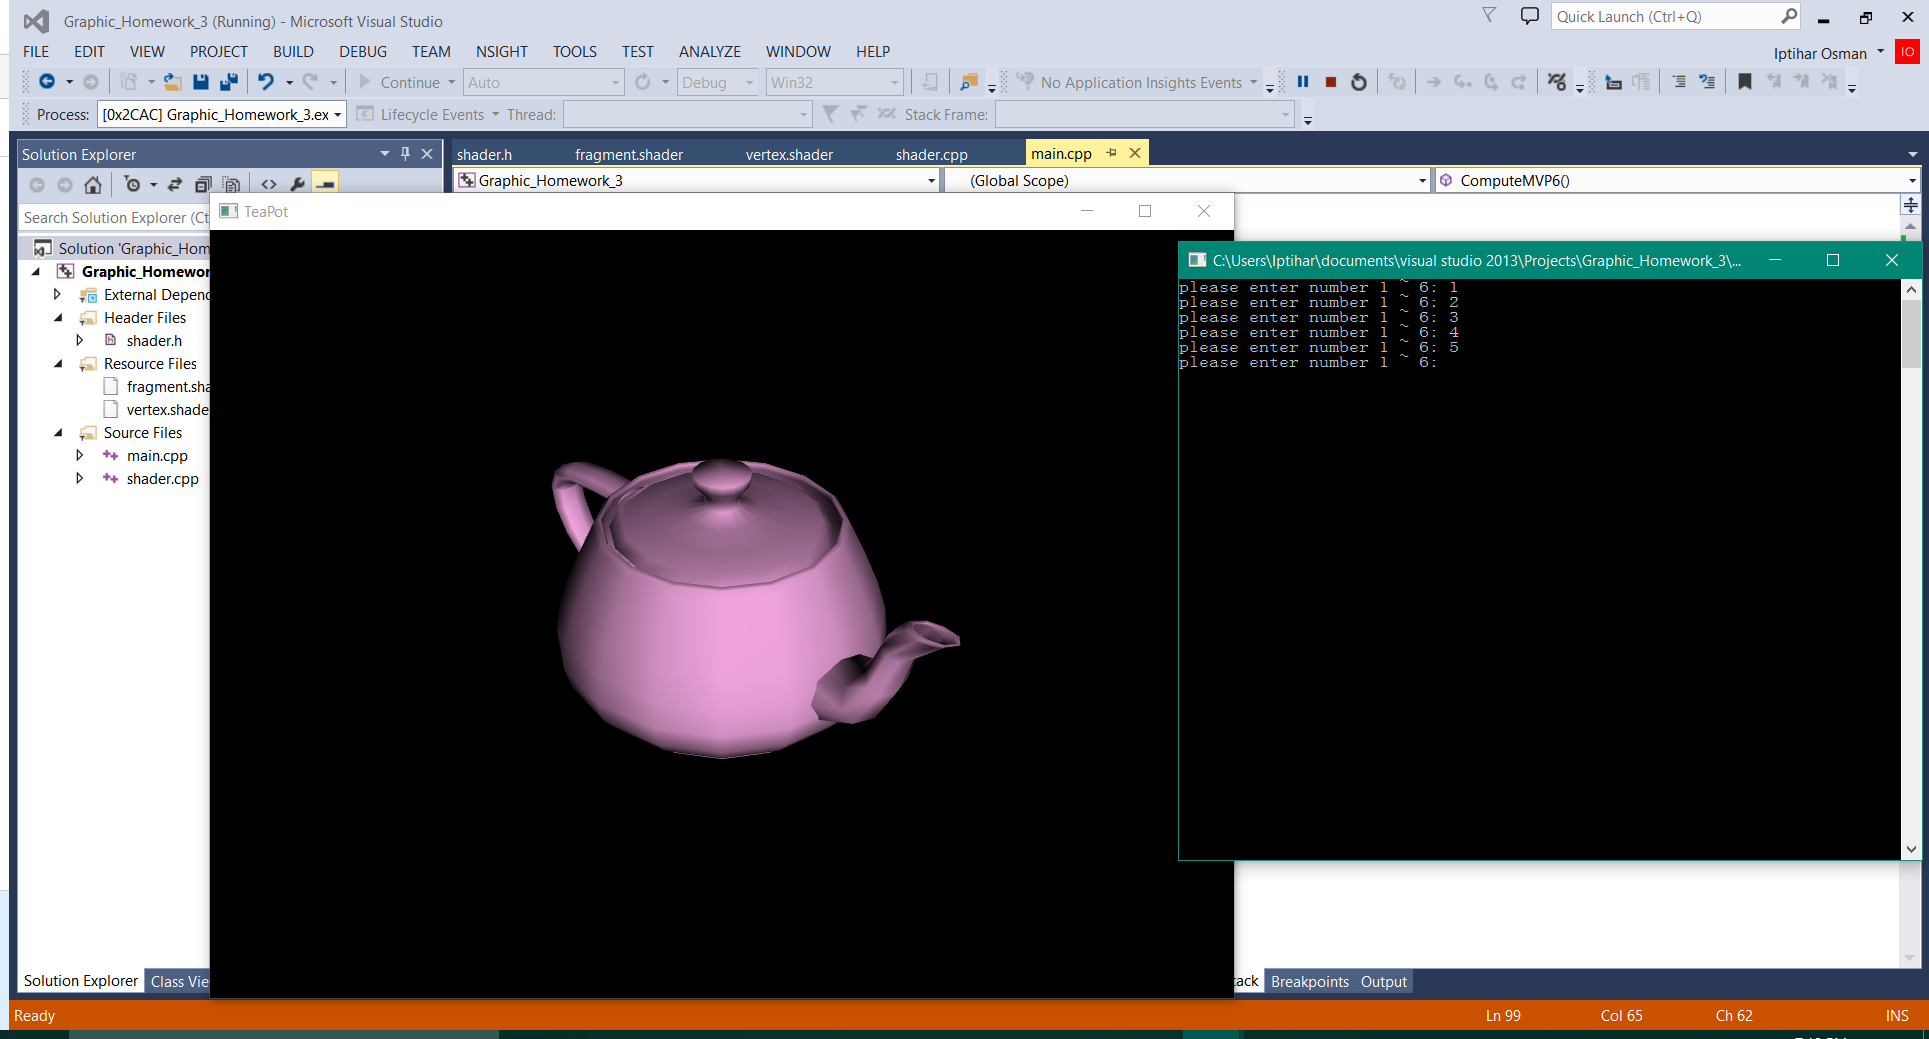 Graphic_Homework_3 (Running) - Microsoft Visual Studio
Quick Launch (Ctrl+Q)
FILE EDIT VIEW PROJECT BUILD DEBUG TEAM NSIGHT TOOLS TEST ANALYZE WINDOW HELP
Iptihar Osman IO
Continue Auto Debug Win32 No Application Insights Events
Process: [0x2CAC] Graphic_Homework_3.ex Lifecycle Events Thread: Stack Frame:
Solution Explorer
shader.h fragment.shader vertex.shader shader.cpp main.cpp
Graphic_Homework_3 (Global Scope) ComputeMVP6()
Search Solution Explorer (Ct
Solution 'Graphic_Hom
Graphic_Homewor
External Depend
Header Files
shader.h
Resource Files
fragment.sha
vertex.shade
Source Files
main.cpp
shader.cpp
TeaPot
C:\Users\Iptihar\documents\visual studio 2013\Projects\Graphic_Homework_3\...
please enter number 1 ~ 6: 1
please enter number 1 ~ 6: 2
please enter number 1 ~ 6: 3
please enter number 1 ~ 6: 4
please enter number 1 ~ 6: 5
please enter number 1 ~ 6:
Solution Explorer Class Vie
tack Breakpoints Output
Ready Ln 99 Col 65 Ch 62 INS